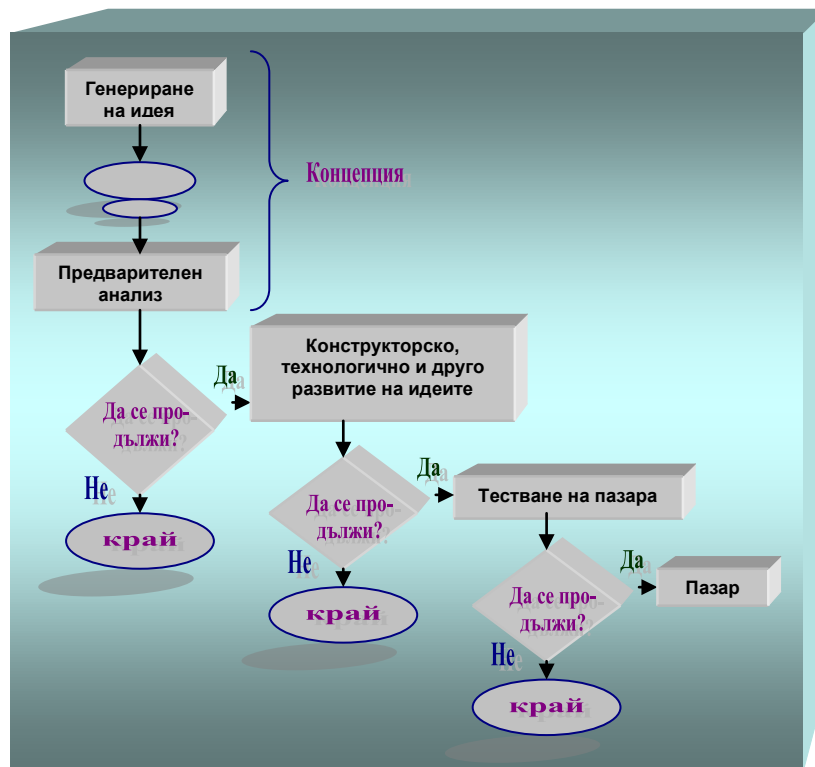 Генериране
на идея
Концепция
Предварителен
анализ
Конструкторско,
технологично и друго
развитие на идеите
Да
Да се про-
дължи?
Не
край
Да
Тестване на пазара
Да се про-
дължи?
Не
край
Да
Пазар
Да се про-
дължи?
Не
край